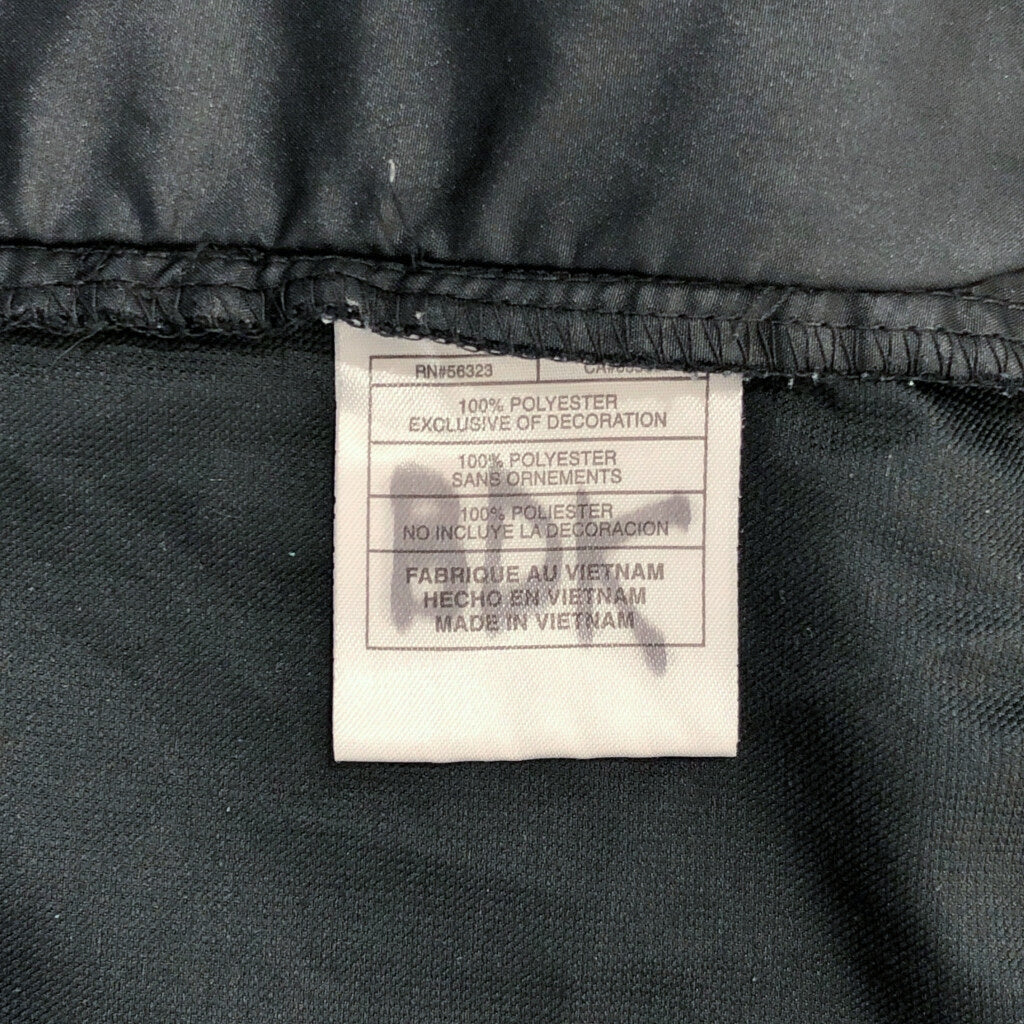 RN#56323
100% POLYESTER
EXCLUSIVE OF DECORATION
100% POLYESTER
SANS ORNEMENTS
100% POLIESTER
NO INCLUYE LA DECORACION
FABRIQUE AU VIETNAM
HECHO EN VIETNAM
MADE IN VIETNAM